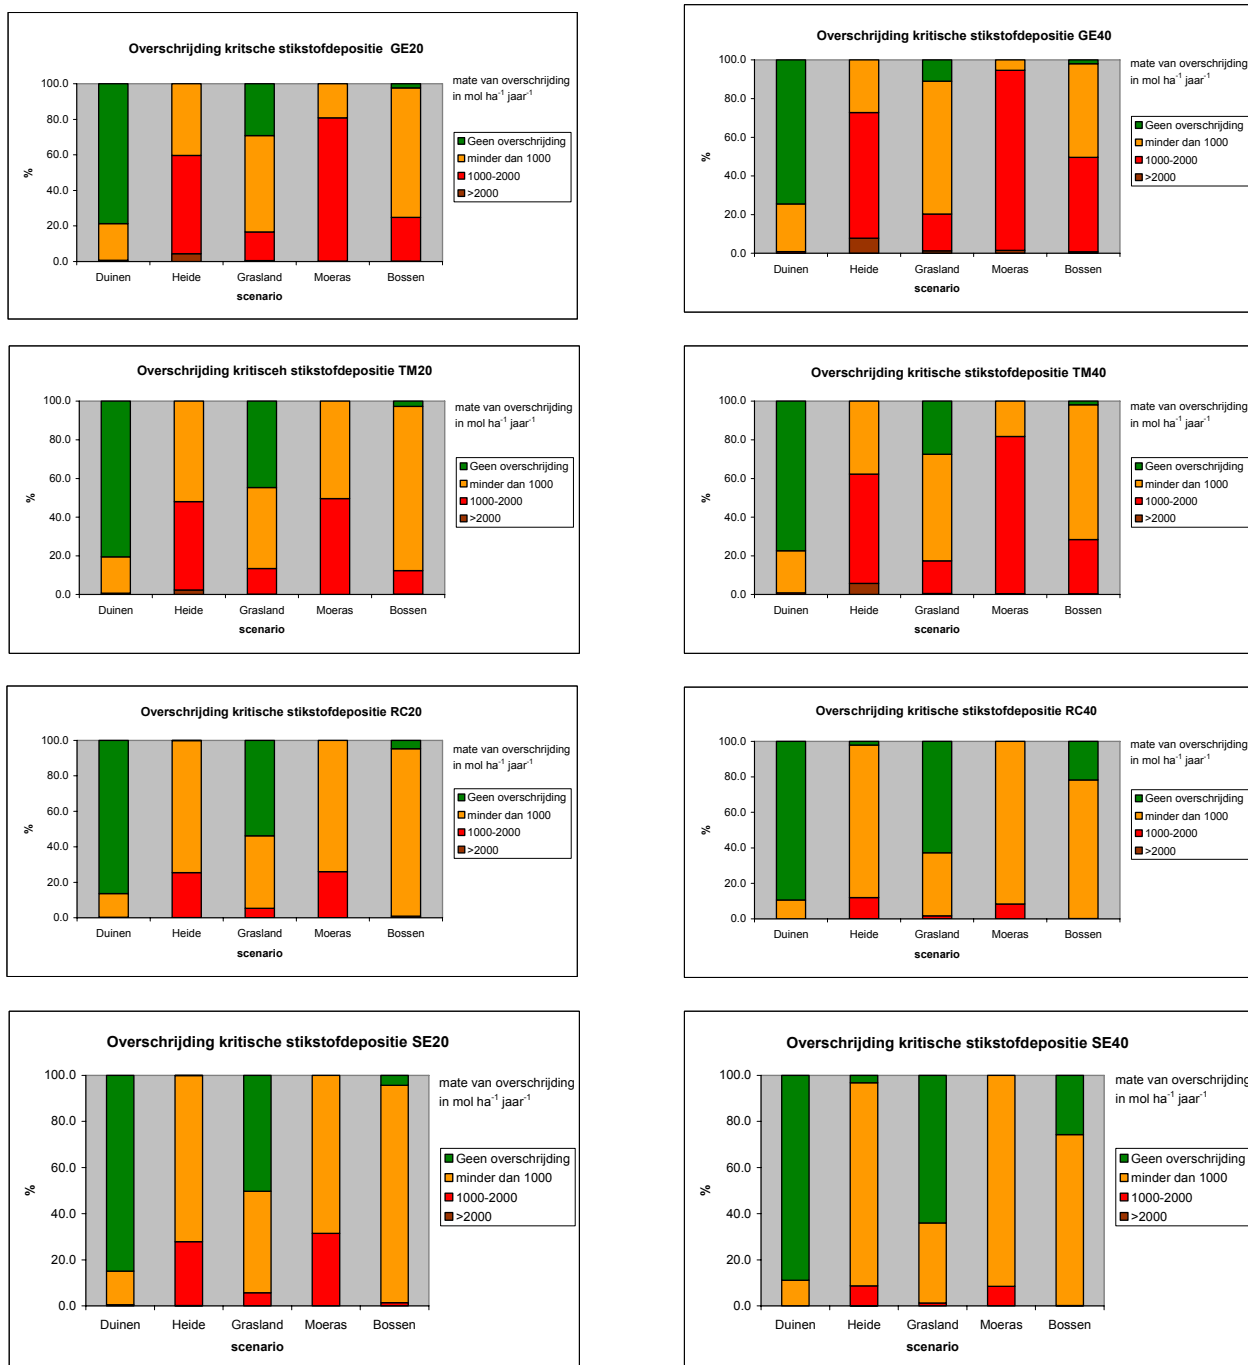 Overschrijding kritsche stikstofdepositie GE20
mate van overschrijding
in mol ha⁻¹ jaar⁻¹
100.0
80.0
60.0
40.0
20.0
0.0
%
Geen overschrijding
minder dan 1000
1000-2000
>2000
Duinen Heide Grasland Moeras Bossen
scenario
Overschrijding kritische stikstofdepositie GE40
mate van overschrijding
in mol ha⁻¹ jaar⁻¹
100.0
80.0
60.0
40.0
20.0
0.0
%
Geen overschrijding
minder dan 1000
1000-2000
>2000
Duinen Heide Grasland Moeras Bossen
scenario
Overschrijding kritisceh stikstofdepositie TM20
mate van overschrijding
in mol ha⁻¹ jaar⁻¹
100.0
80.0
60.0
40.0
20.0
0.0
%
Geen overschrijding
minder dan 1000
1000-2000
>2000
Duinen Heide Grasland Moeras Bossen
scenario
Overschrijding kritische stikstofdepositie TM40
mate van overschrijding
in mol ha⁻¹ jaar⁻¹
100.0
80.0
60.0
40.0
20.0
0.0
%
Geen overschrijding
minder dan 1000
1000-2000
>2000
Duinen Heide Grasland Moeras Bossen
scenario
Overschrijding kritische stikstofdepositie RC20
mate van overschrijding
in mol ha⁻¹ jaar⁻¹
100.0
80.0
60.0
40.0
20.0
0.0
%
Geen overschrijding
minder dan 1000
1000-2000
>2000
Duinen Heide Grasland Moeras Bossen
scenario
Overschrijding kritische stikstofdepositie RC40
mate van overschrijding
in mol ha⁻¹ jaar⁻¹
100.0
80.0
60.0
40.0
20.0
0.0
%
Geen overschrijding
minder dan 1000
1000-2000
>2000
Duinen Heide Grasland Moeras Bossen
scenario
Overschrijding kritische stikstofdepositie SE20
mate van overschrijding
in mol ha⁻¹ jaar⁻¹
100.0
80.0
60.0
40.0
20.0
0.0
%
Geen overschrijding
minder dan 1000
1000-2000
>2000
Duinen Heide Grasland Moeras Bossen
scenario
Overschrijding kritische stikstofdepositie SE40
mate van overschrijding
in mol ha⁻¹ jaar⁻¹
100.0
80.0
60.0
40.0
20.0
0.0
%
Geen overschrijding
minder dan 1000
1000-2000
>2000
Duinen Heide Grasland Moeras Bossen
scenario